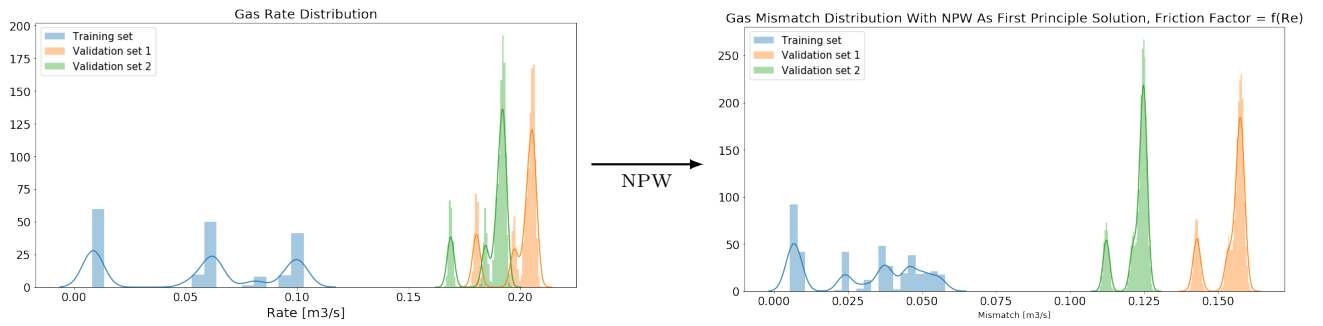 Gas Rate Distribution
200
175
150
125
100
75
50
25
0
Training set
Validation set 1
Validation set 2
0.00 0.05 0.10 0.15 0.20
Rate [m3/s]
NPW
Gas Mismatch Distribution With NPW As First Principle Solution, Friction Factor = f(Re)
250
200
150
100
50
0
Training set
Validation set 1
Validation set 2
0.000 0.025 0.050 0.075 0.100 0.125 0.150
Mismatch [m3/s]